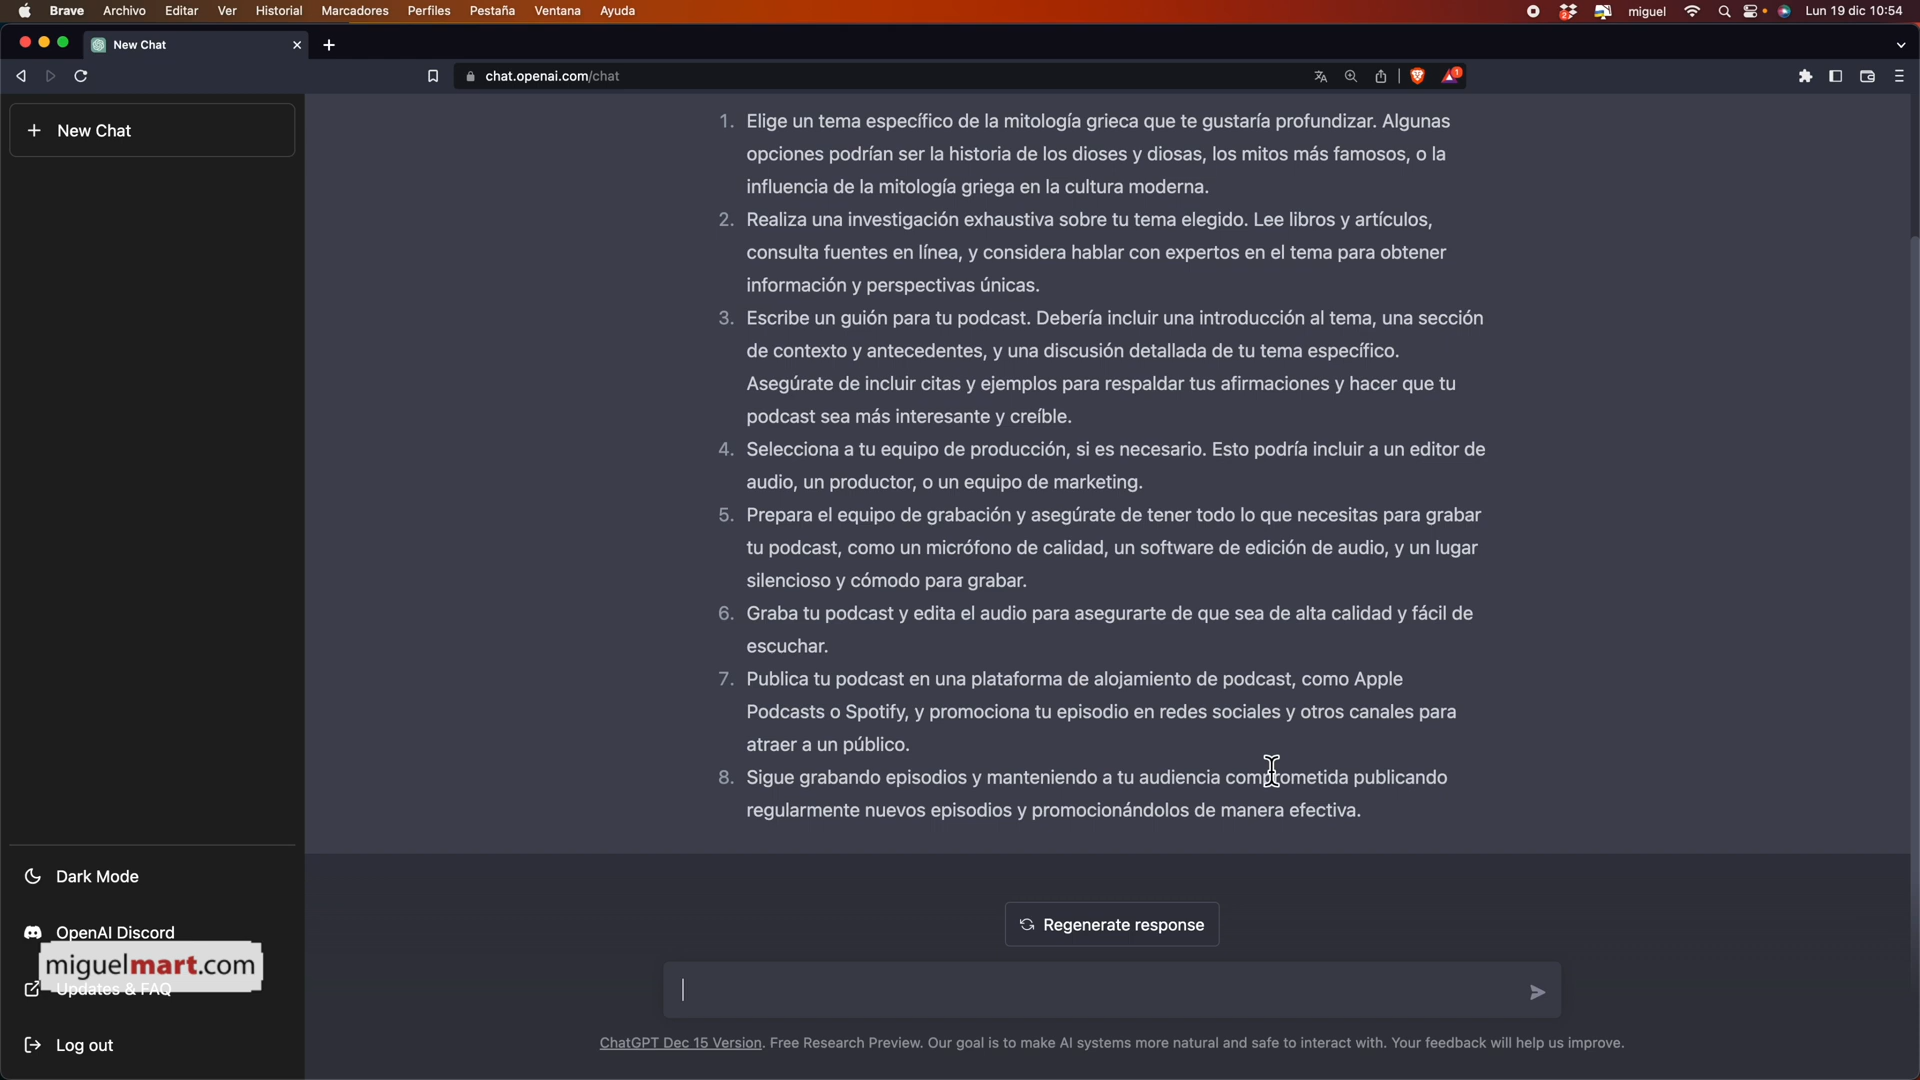 Brave Archivo Editar Ver Historial Marcadores Perfiles Pestaña Ventana Ayuda miguel Lun 19 dic 10:54
New Chat
chat.openai.com/chat
New Chat
1. Elige un tema específico de la mitología grieca que te gustaría profundizar. Algunas
opciones podrían ser la historia de los dioses y diosas, los mitos más famosos, o la
influencia de la mitología griega en la cultura moderna.
2. Realiza una investigación exhaustiva sobre tu tema elegido. Lee libros y artículos,
consulta fuentes en línea, y considera hablar con expertos en el tema para obtener
información y perspectivas únicas.
3. Escribe un guión para tu podcast. Debería incluir una introducción al tema, una sección
de contexto y antecedentes, y una discusión detallada de tu tema específico.
Asegúrate de incluir citas y ejemplos para respaldar tus afirmaciones y hacer que tu
podcast sea más interesante y creíble.
4. Selecciona a tu equipo de producción, si es necesario. Esto podría incluir a un editor de
audio, un productor, o un equipo de marketing.
5. Prepara el equipo de grabación y asegúrate de tener todo lo que necesitas para grabar
tu podcast, como un micrófono de calidad, un software de edición de audio, y un lugar
silencioso y cómodo para grabar.
6. Graba tu podcast y edita el audio para asegurarte de que sea de alta calidad y fácil de
escuchar.
7. Publica tu podcast en una plataforma de alojamiento de podcast, como Apple
Podcasts o Spotify, y promociona tu episodio en redes sociales y otros canales para
atraer a un público.
8. Sigue grabando episodios y manteniendo a tu audiencia comprometida publicando
regularmente nuevos episodios y promocionándolos de manera efectiva.
Dark Mode
OpenAI Discord
miguelmart.com
Updates & FAQ
Log out
Regenerate response
ChatGPT Dec 15 Version. Free Research Preview. Our goal is to make AI systems more natural and safe to interact with. Your feedback will help us improve.